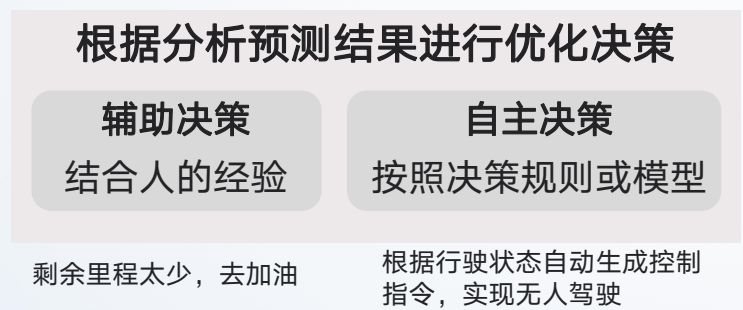 根据分析预测结果进行优化决策
辅助决策
结合人的经验
自主决策
按照决策规则或模型
剩余里程太少，去加油
根据行驶状态自动生成控制
指令，实现无人驾驶